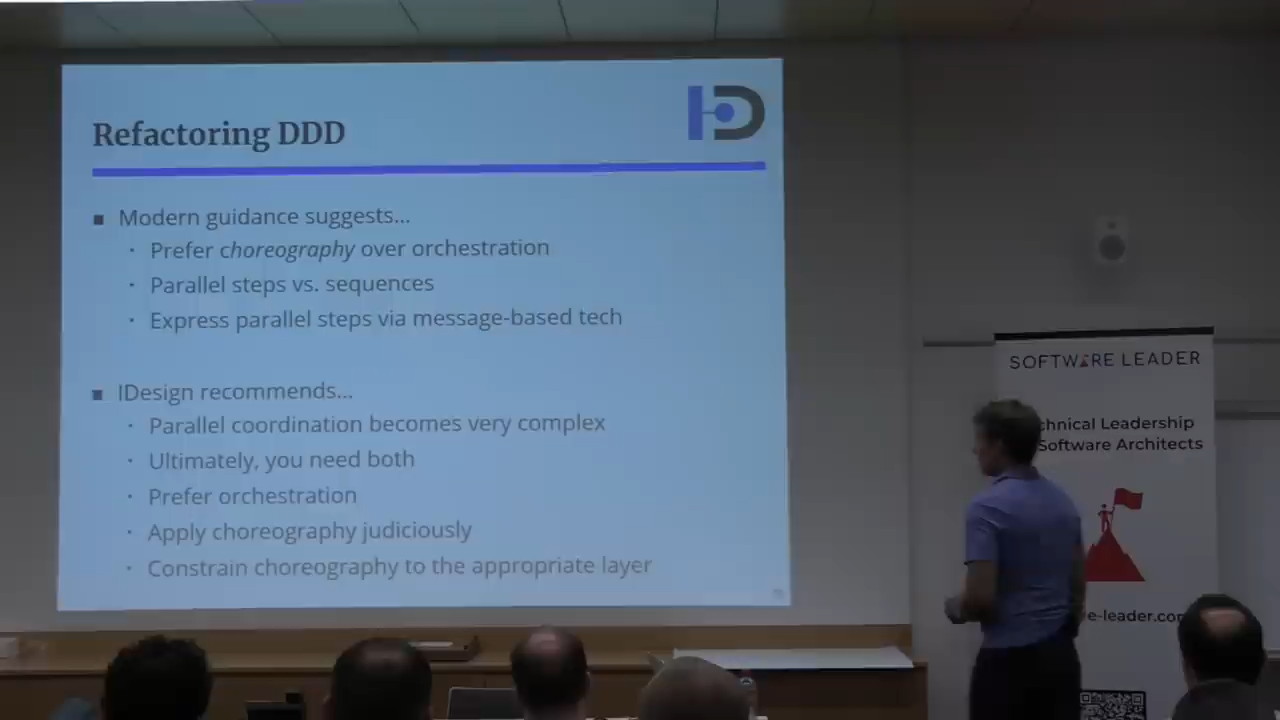 Refactoring DDD
Modern guidance suggests...
Prefer choreography over orchestration
Parallel steps vs. sequences
Express parallel steps via message-based tech
IDesign recommends...
Parallel coordination becomes very complex
Ultimately, you need both
Prefer orchestration
Apply choreography judiciously
Constrain choreography to the appropriate layer
SOFTWARE LEADER
chnical Leadership
Software Architects
e-leader.com